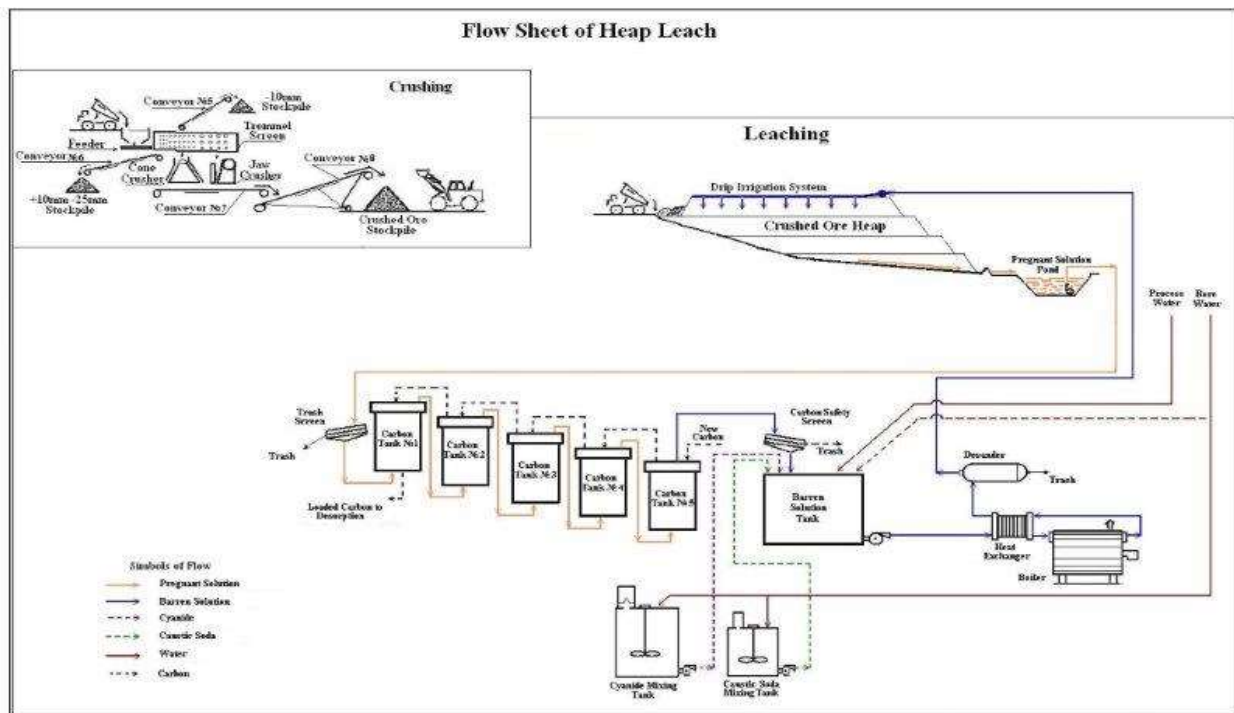 Flow Sheet of Heap Leach
Crushing
Conveyor №5
-10mm
Stockpile
Trommel
Screen
Feeder
Conveyor №6
Cone
Crusher
Jaw
Crusher
Conveyor №8
+10mm -25mm
Stockpile
Conveyor №7
Crushed Ore
Stockpile
Leaching
Drip Irrigation System
Crushed Ore Heap
Pregnant Solution
Pond
Process
Water
Bore
Water
Trash
Screen
Trash
Carbon
Tank №1
Carbon
Tank №2
Carbon
Tank №3
Carbon
Tank №4
Carbon
Tank №5
New
Carbon
Carbon Safety
Screen
Trash
Loaded Carbon to
Desorption
Barren
Solution
Tank
Desander
Trash
Heat
Exchanger
Boiler
Simbols of Flow
Pregnant Solution
Barren Solution
Cyanide
Caustic Soda
Water
Carbon
Cyanide Mixing
Tank
Caustic Soda
Mixing Tank